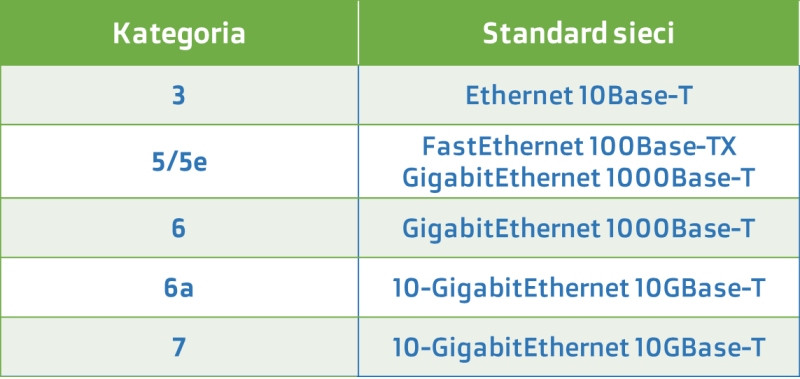 Kategoria Standard sieci
3 Ethernet 10Base-T
5/5e FastEthernet 100Base-TX
GigabitEthernet 1000Base-T
6 GigabitEthernet 1000Base-T
6a 10-GigabitEthernet 10GBase-T
7 10-GigabitEthernet 10GBase-T